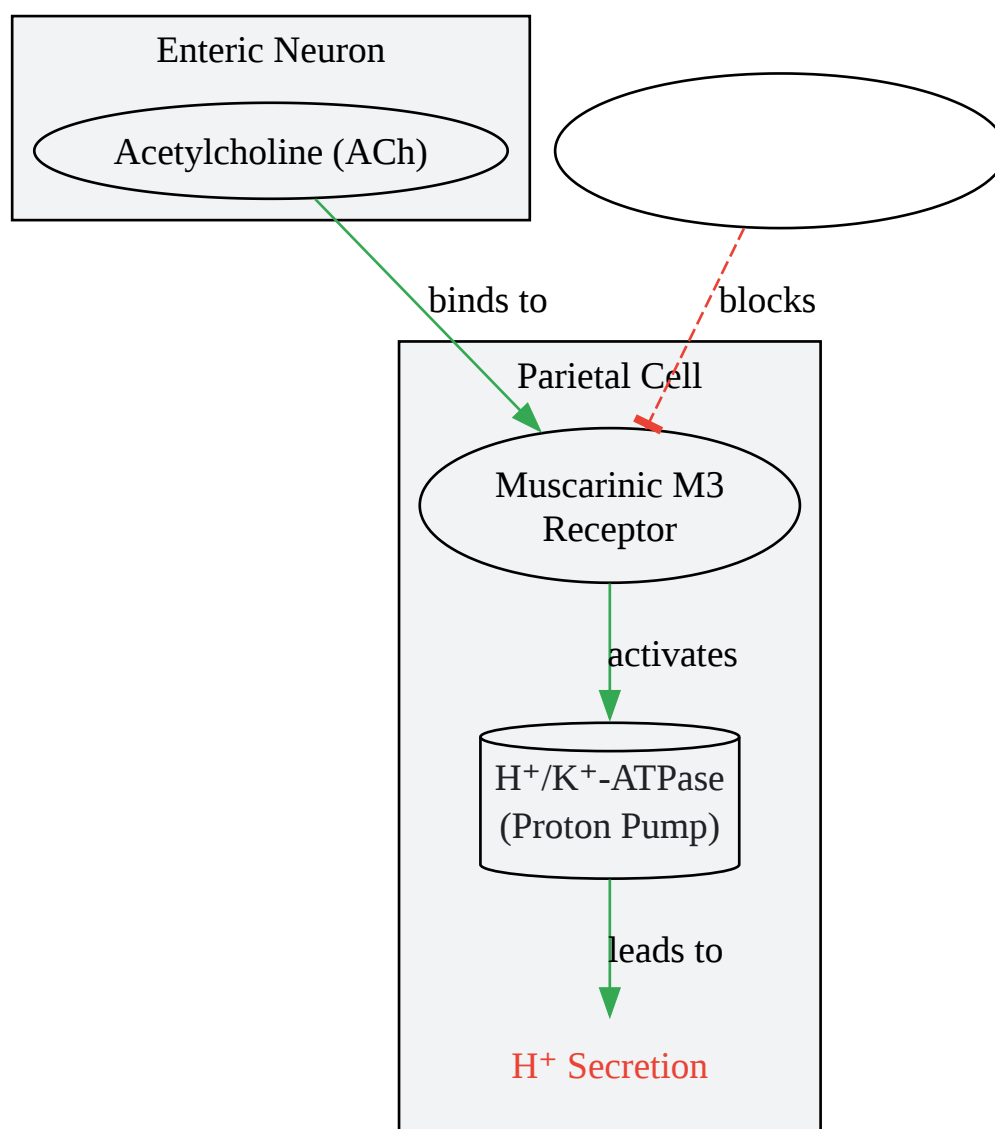 Enteric Neuron
Acetylcholine (ACh)
binds to
blocks
Parietal Cell
Muscarinic M3
Receptor
activates
H⁺/K⁺-ATPase
(Proton Pump)
leads to
H⁺ Secretion